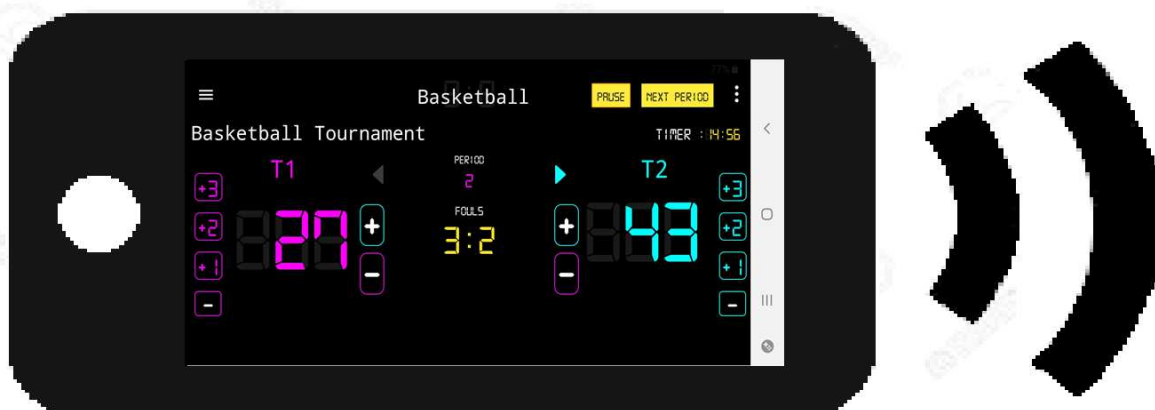 77%
Basketball
PAUSE
NEXT PERIOD
Basketball Tournament
TIMER : 14:56
T1
PERIOD
2
T2
+3
+2
+1
-
27
+
-
FOULS
3:2
+
-
43
+3
+2
+1
-